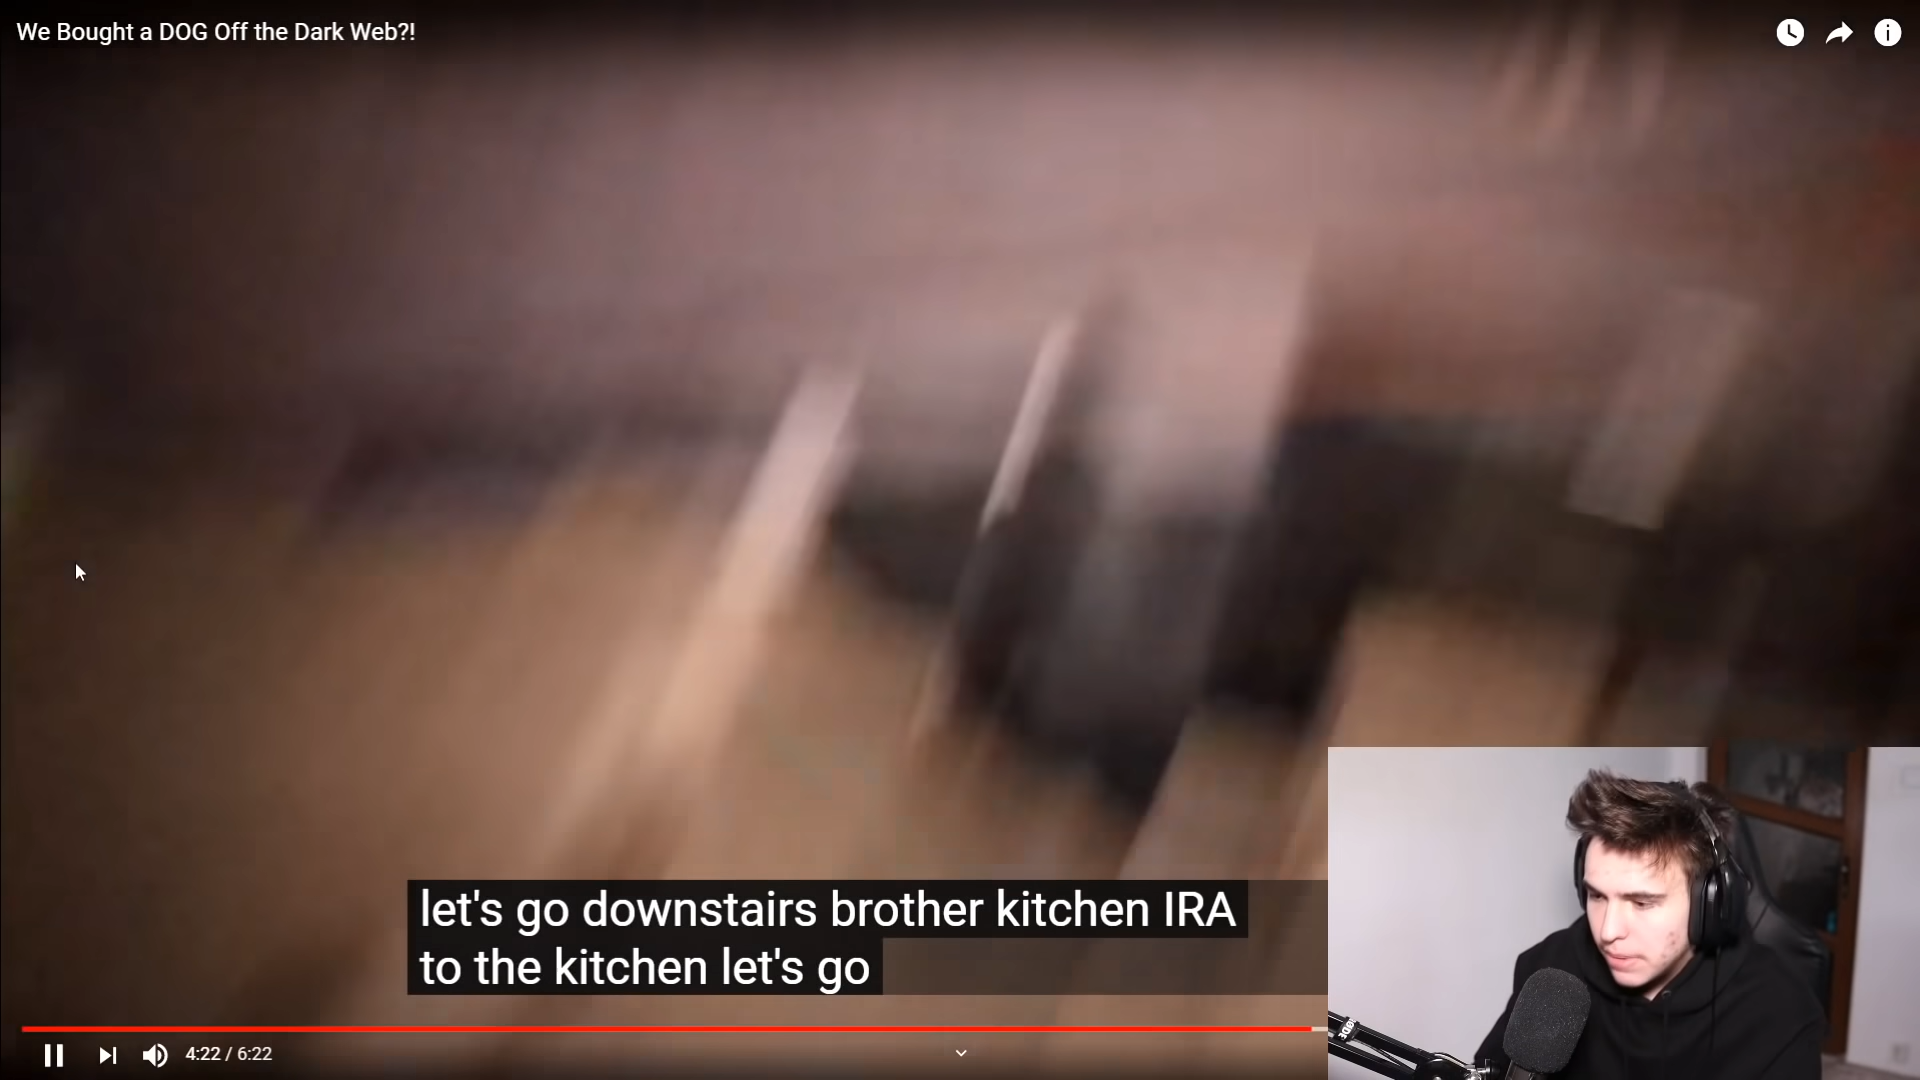 We Bought a DOG Off the Dark Web?!
let's go downstairs brother kitchen IRA
to the kitchen let's go
4:22 / 6:22
RØDE